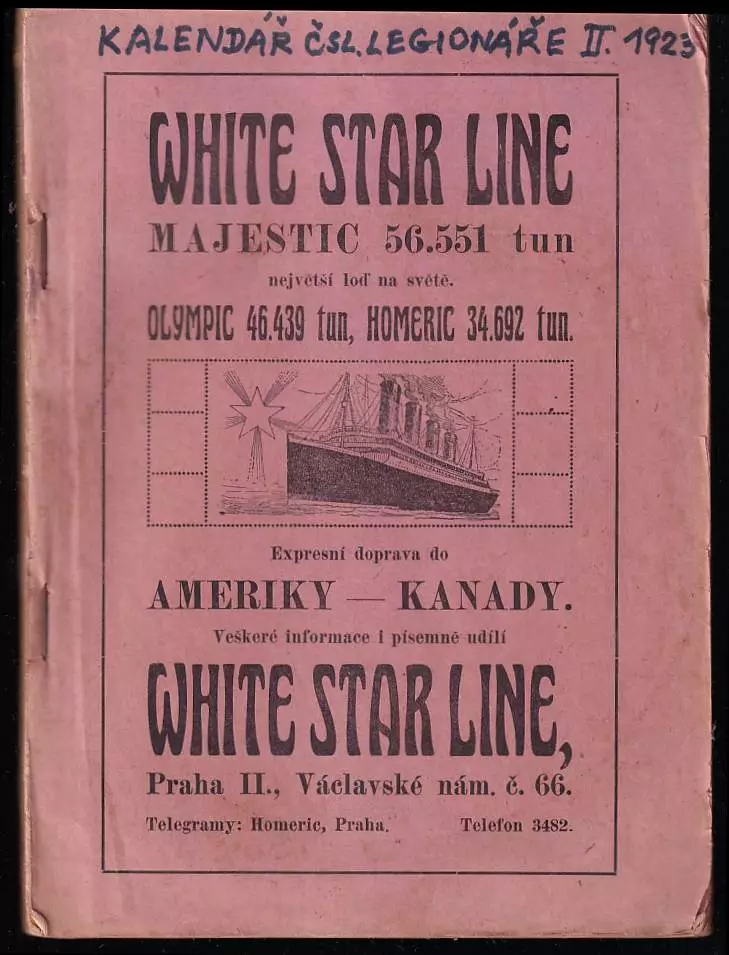 KALENDÁŘ ČSL. LEGIONÁŘE II. 1923
WHITE STAR LINE
MAJESTIC 56.551 tun
největší loď na světě.
OLYMPIC 46.439 tun, HOMERIC 34.692 tun.
Expresní doprava do
AMERIKY — KANADY.
Veškeré informace i písemně udílí
WHITE STAR LINE,
Praha II., Václavské nám. č. 66.
Telegramy: Homeric, Praha. Telefon 3482.